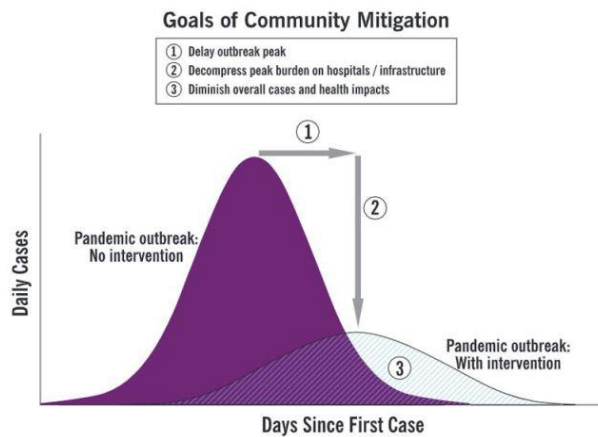 Goals of Community Mitigation
① Delay outbreak peak
② Decompress peak burden on hospitals / infrastructure
③ Diminish overall cases and health impacts
①
②
Pandemic outbreak:
No intervention
Daily Cases
Pandemic outbreak:
With intervention
③
Days Since First Case